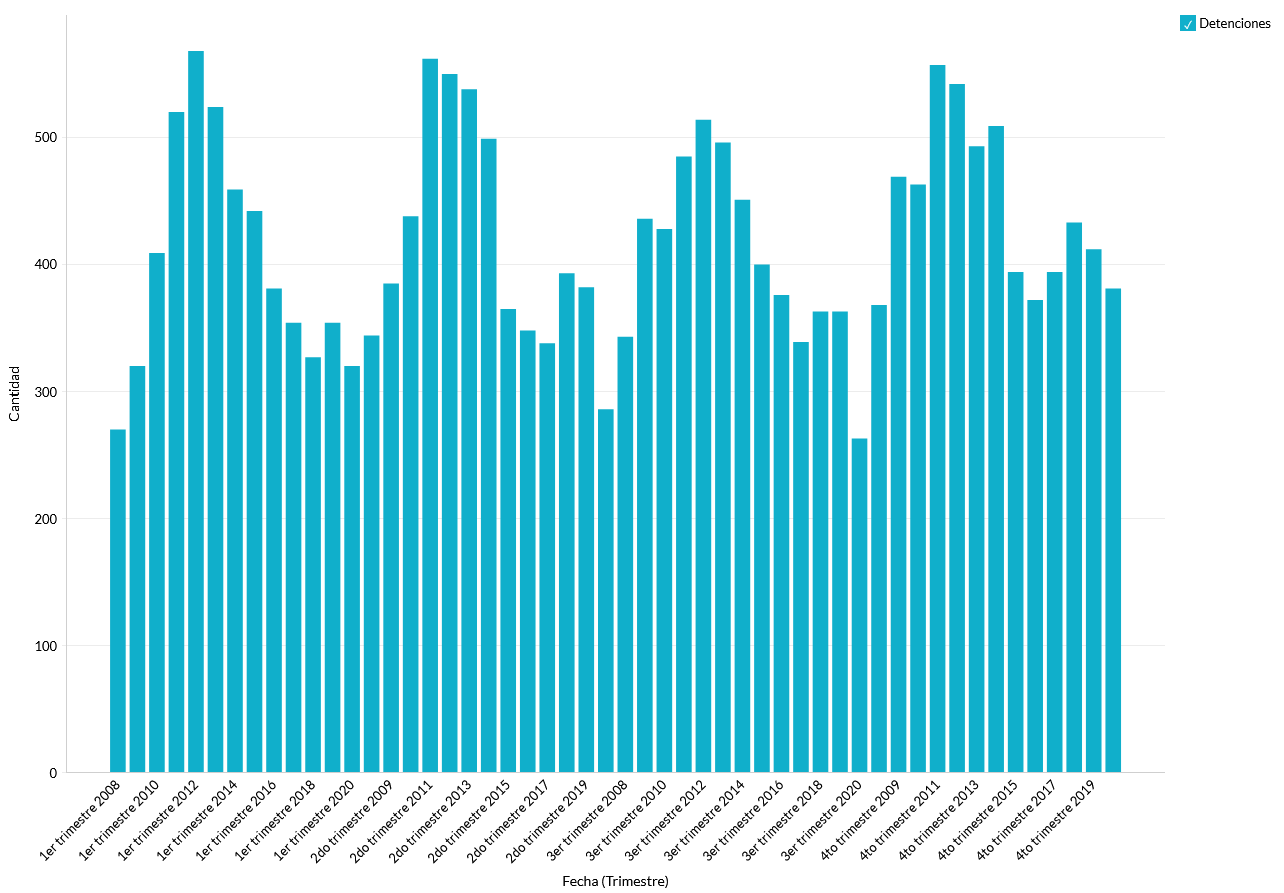 Detenciones
500
400
300
200
100
0
Cantidad
1er trimestre 2008
1er trimestre 2010
1er trimestre 2012
1er trimestre 2014
1er trimestre 2016
1er trimestre 2018
1er trimestre 2020
2do trimestre 2009
2do trimestre 2011
2do trimestre 2013
2do trimestre 2015
2do trimestre 2017
2do trimestre 2019
3er trimestre 2008
3er trimestre 2010
3er trimestre 2012
3er trimestre 2014
3er trimestre 2016
3er trimestre 2018
3er trimestre 2020
4to trimestre 2009
4to trimestre 2011
4to trimestre 2013
4to trimestre 2015
4to trimestre 2017
4to trimestre 2019
Fecha (Trimestre)